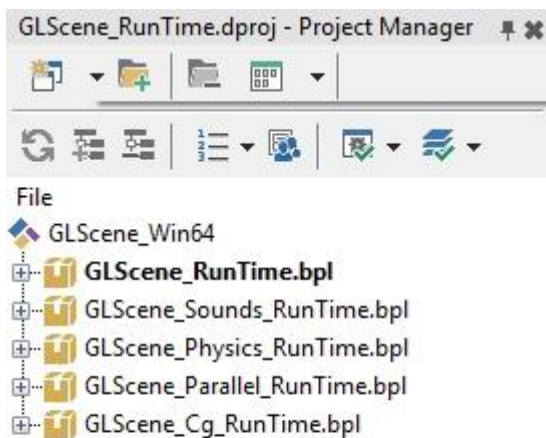 GLScene_RunTime.dproj - Project Manager
File
GLScene_Win64
GLScene_RunTime.bpl
GLScene_Sounds_RunTime.bpl
GLScene_Physics_RunTime.bpl
GLScene_Parallel_RunTime.bpl
GLScene_Cg_RunTime.bpl